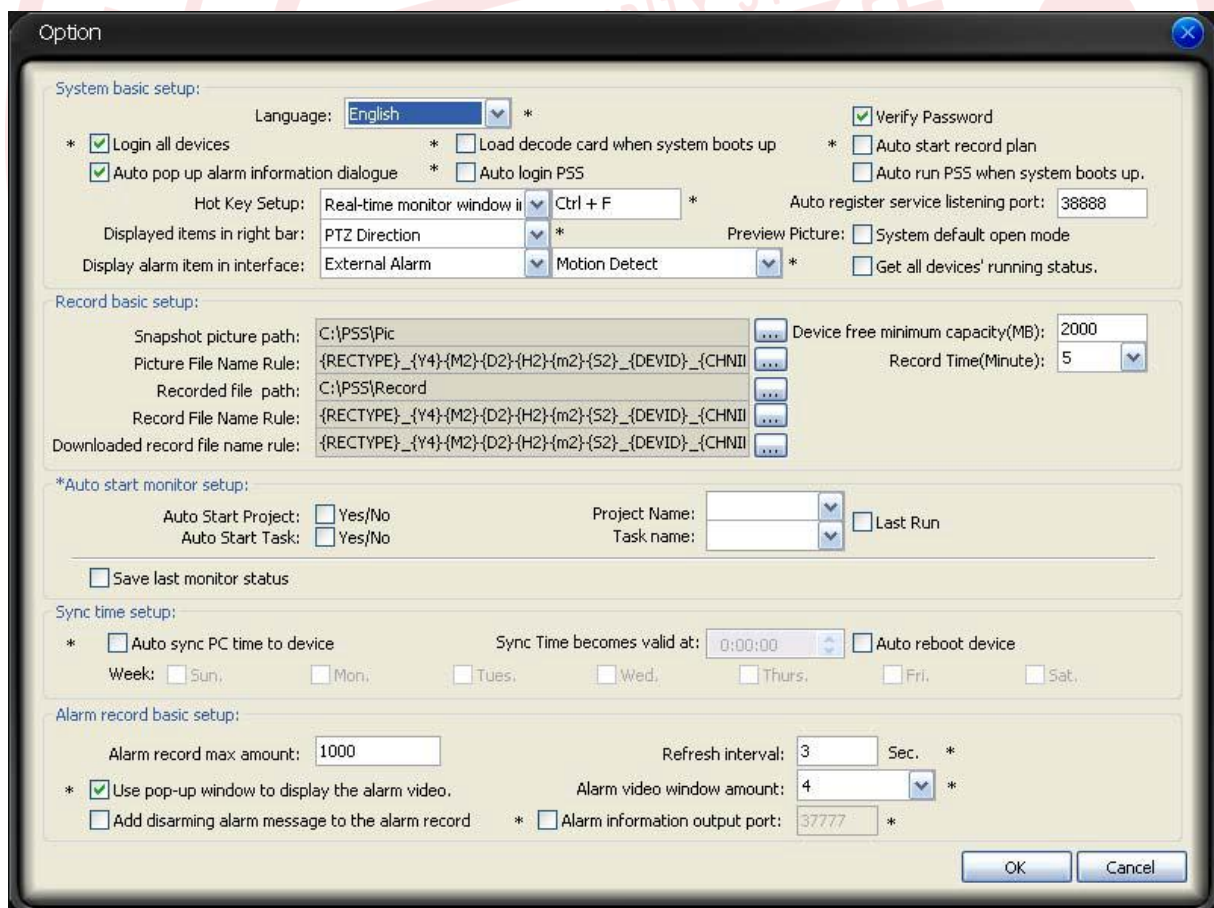 Option
System basic setup:
Language: English *
Verify Password
* Login all devices * Load decode card when system boots up * Auto start record plan
Auto pop up alarm information dialogue * Auto login PSS Auto run PSS when system boots up.
Hot Key Setup: Real-time monitor window i Ctrl + F * Auto register service listening port: 38888
Displayed items in right bar: PTZ Direction * Preview Picture: System default open mode
Display alarm item in interface: External Alarm Motion Detect * Get all devices' running status.
Record basic setup:
Snapshot picture path: C:\PSS\Pic ... Device free minimum capacity(MB): 2000
Picture File Name Rule: {RECTYPE}_{Y4}-{M2}-{D2}-{H2}-{m2}-{S2}_{DEVID}_{CHNI ... Record Time(Minute): 5
Recorded file path: C:\PSS\Record ...
Record File Name Rule: {RECTYPE}_{Y4}-{M2}-{D2}-{H2}-{m2}-{S2}_{DEVID}_{CHNI ...
Downloaded record file name rule: {RECTYPE}_{Y4}-{M2}-{D2}-{H2}-{m2}-{S2}_{DEVID}_{CHNI ...
*Auto start monitor setup:
Auto Start Project: Yes/No Project Name:
Last Run
Auto Start Task: Yes/No Task name:
Save last monitor status
Sync time setup:
* Auto sync PC time to device Sync Time becomes valid at: 0:00:00 Auto reboot device
Week: Sun. Mon. Tues. Wed. Thurs. Fri. Sat.
Alarm record basic setup:
Alarm record max amount: 1000 Refresh interval: 3 Sec. *
* Use pop-up window to display the alarm video. Alarm video window amount: 4 *
Add disarming alarm message to the alarm record * Alarm information output port: 37777 *
OK Cancel